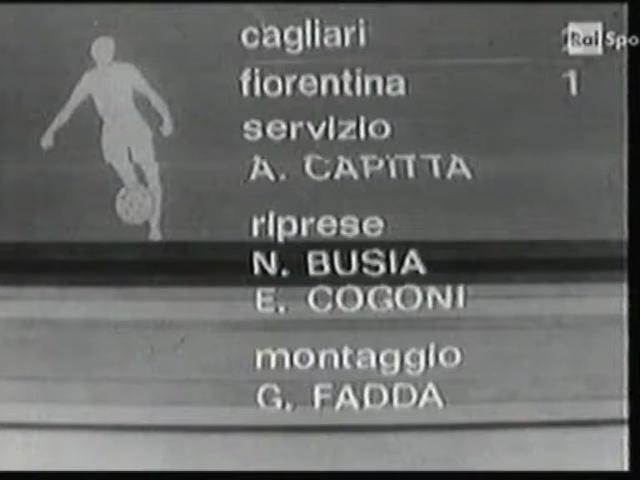 cagliari
Rai Spo
fiorentina 1
servizio
A. CAPITTA
riprese
N. BUSIA
E. COGONI
montaggio
G. FADDA